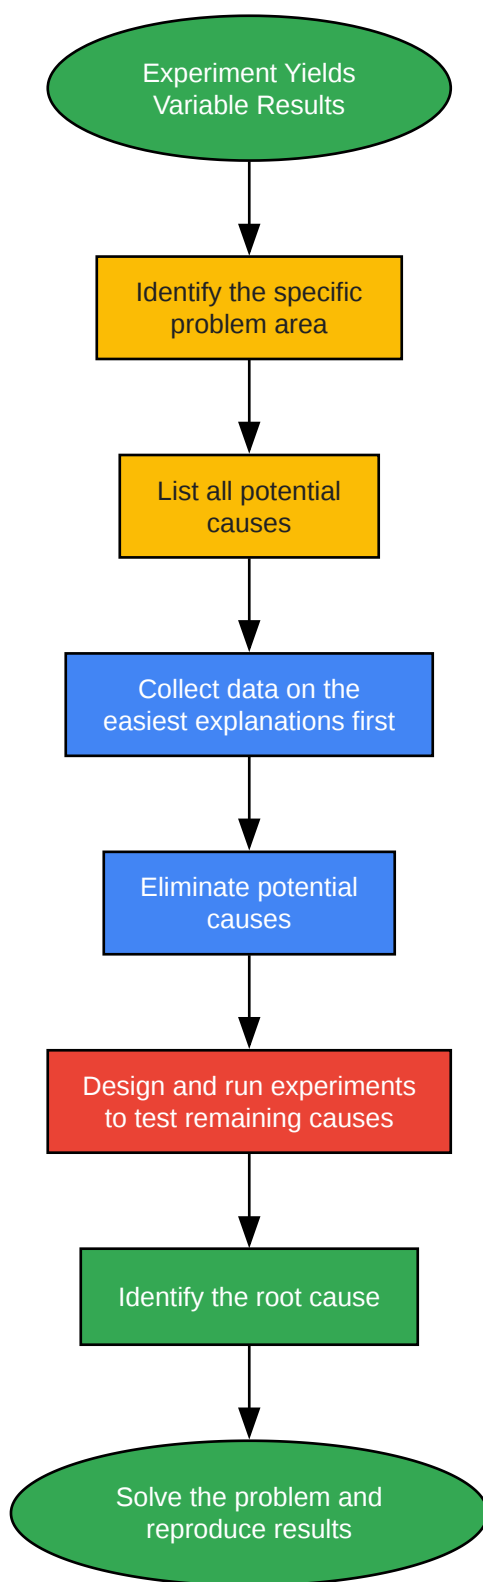 Experiment Yields
Variable Results
Identify the specific
problem area
List all potential
causes
Collect data on the
easiest explanations first
Eliminate potential
causes
Design and run experiments
to test remaining causes
Identify the root cause
Solve the problem and
reproduce results